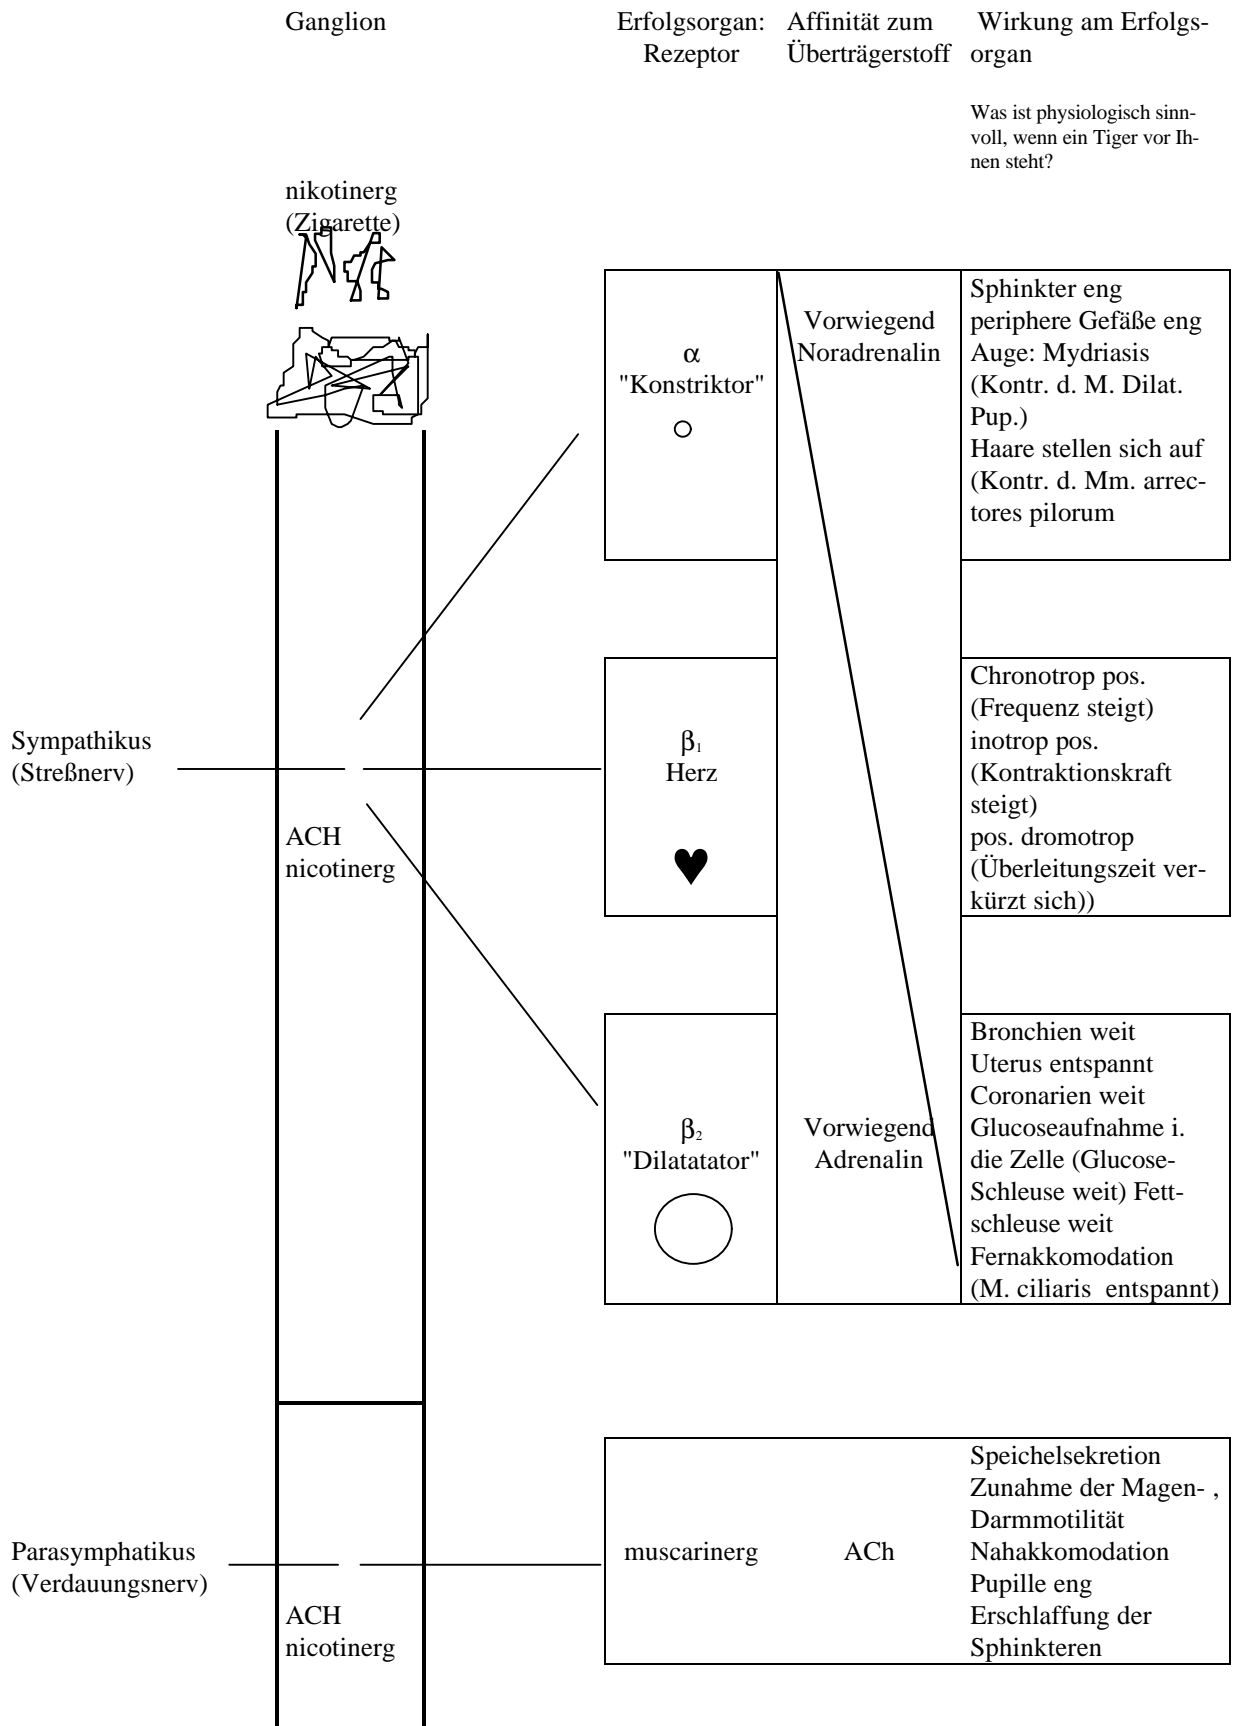 Ganglion
Erfolgsorgan:
Rezeptor
Affinität zum
Überträgerstoff
Wirkung am Erfolgs-
organ
Was ist physiologisch sinn-
voll, wenn ein Tiger vor Ih-
nen steht?
nikotinerg
(Zigarette)
α
"Konstriktor"
Vorwiegend
Noradrenalin
Sphinkter eng
periphere Gefäße eng
Auge: Mydriasis
(Kontr. d. M. Dilat.
Pup.)
Haare stellen sich auf
(Kontr. d. Mm. arrec-
tores pilorum
Sympathikus
(Streßnerv)
ACH
nicotinerg
β₁
Herz
Chronotrop pos.
(Frequenz steigt)
inotrop pos.
(Kontraktionskraft
steigt)
pos. dromotrop
(Überleitungszeit ver-
kürzt sich))
β₂
"Dilatatator"
Vorwiegend
Adrenalin
Bronchien weit
Uterus entspannt
Coronarien weit
Glucoseaufnahme i.
die Zelle (Glucose-
Schleuse weit) Fett-
schleuse weit
Fernakkomodation
(M. ciliaris entspannt)
Parasymphatikus
(Verdauungsnerv)
ACH
nicotinerg
muscarinerg
ACh
Speichelsekretion
Zunahme der Magen- ,
Darmmotilität
Nahakkomodation
Pupille eng
Erschlaffung der
Sphinkteren